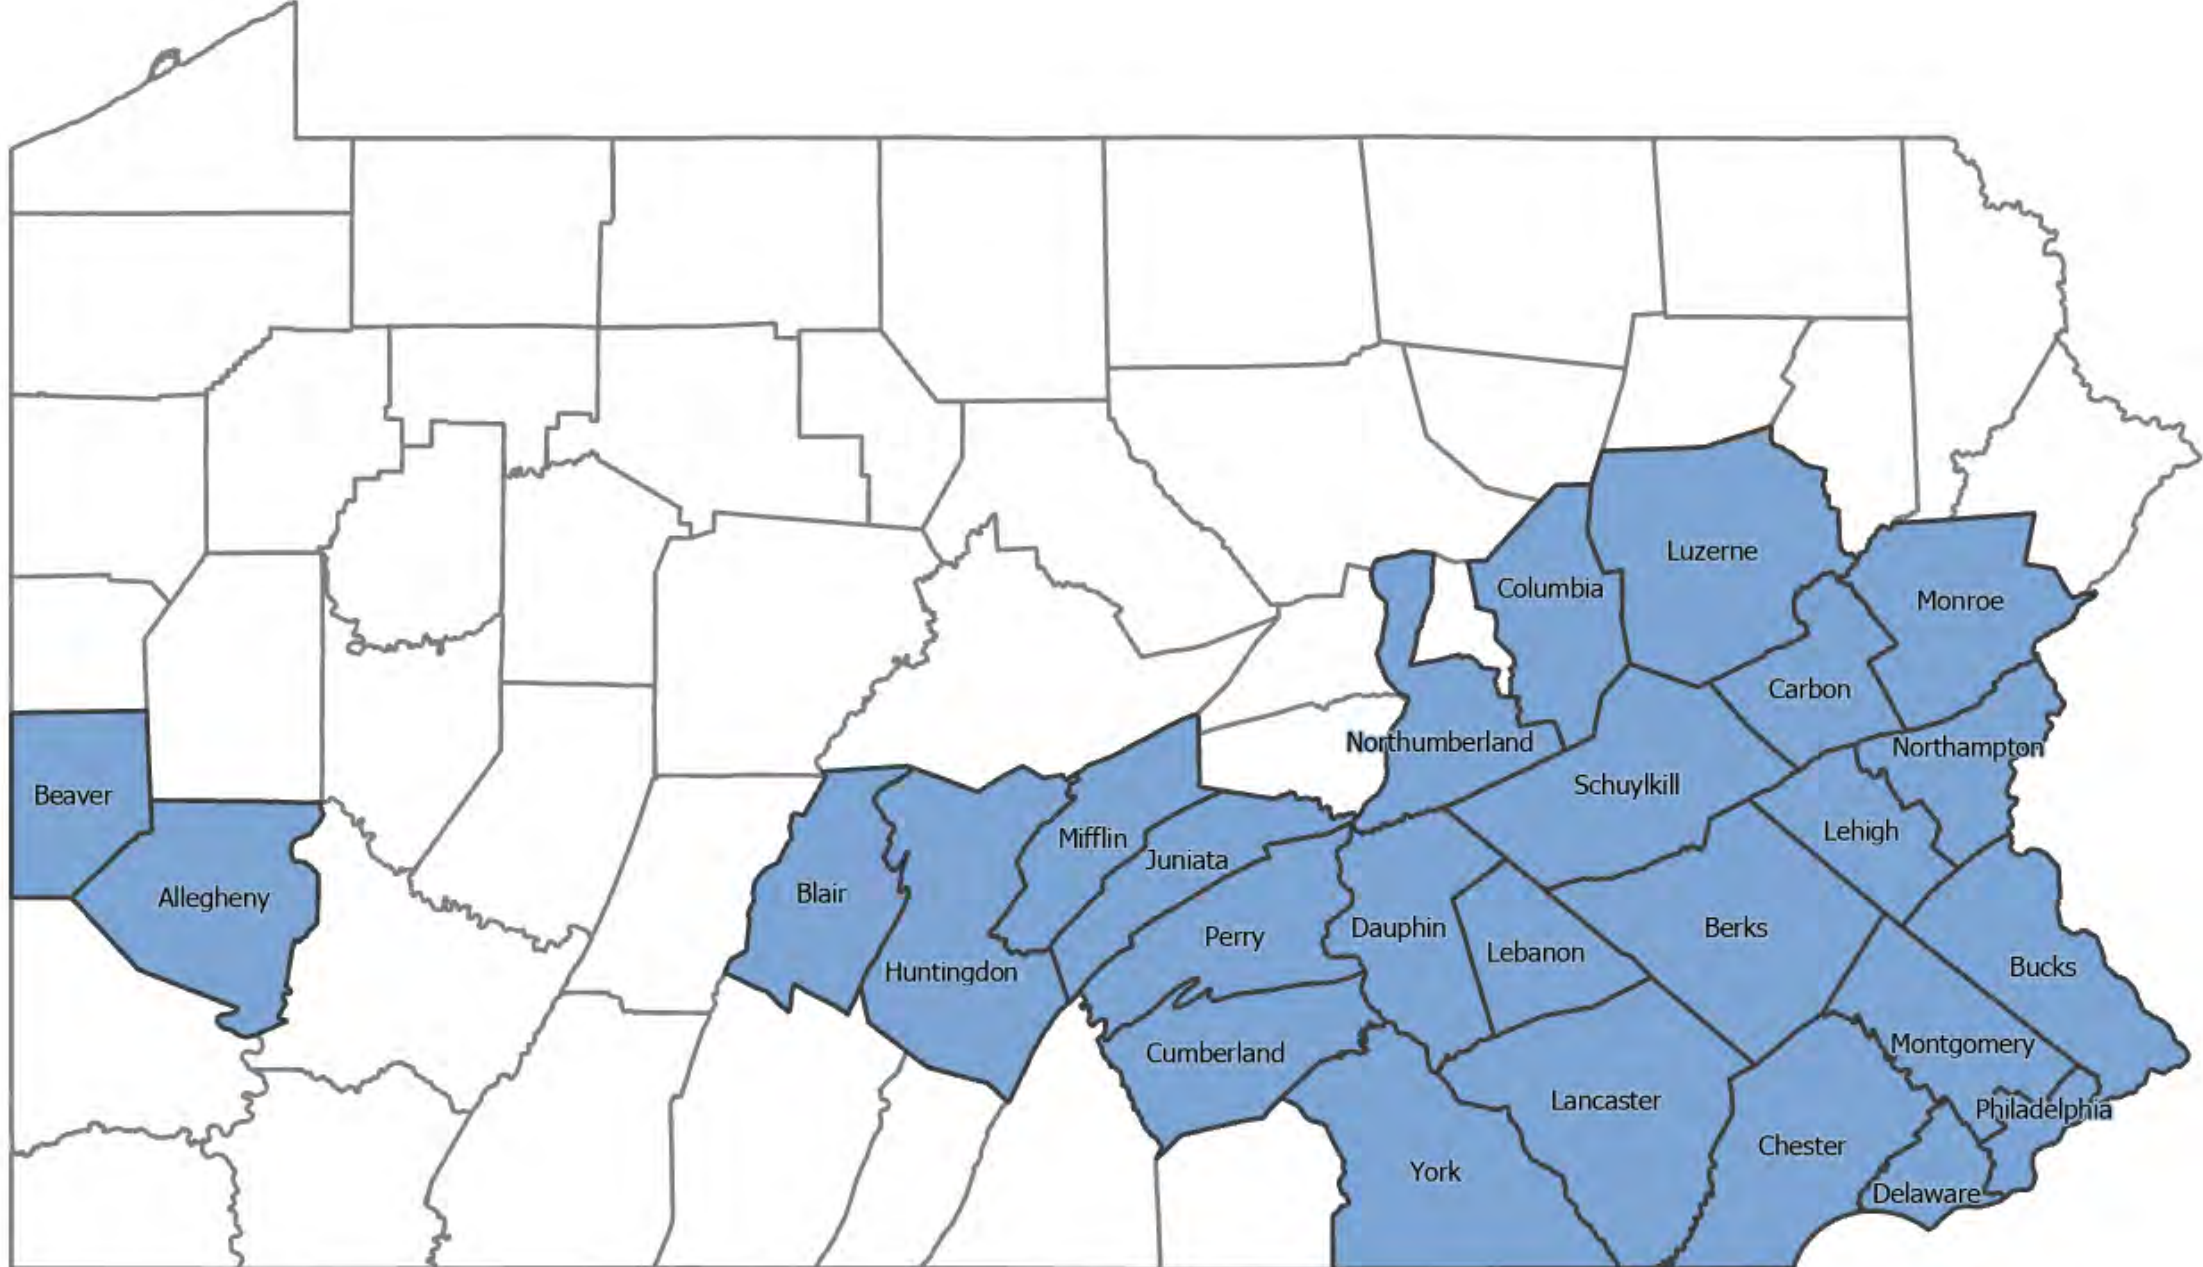 Luzerne
Columbia
Monroe
Carbon
Northumberland
Northampton
Schuylkill
Beaver
Lehigh
Mifflin
Juniata
Blair
Allegheny
Dauphin
Berks
Perry
Lebanon
Bucks
Huntingdon
Montgomery
Cumberland
Lancaster
Philadelphia
Chester
York
Delaware